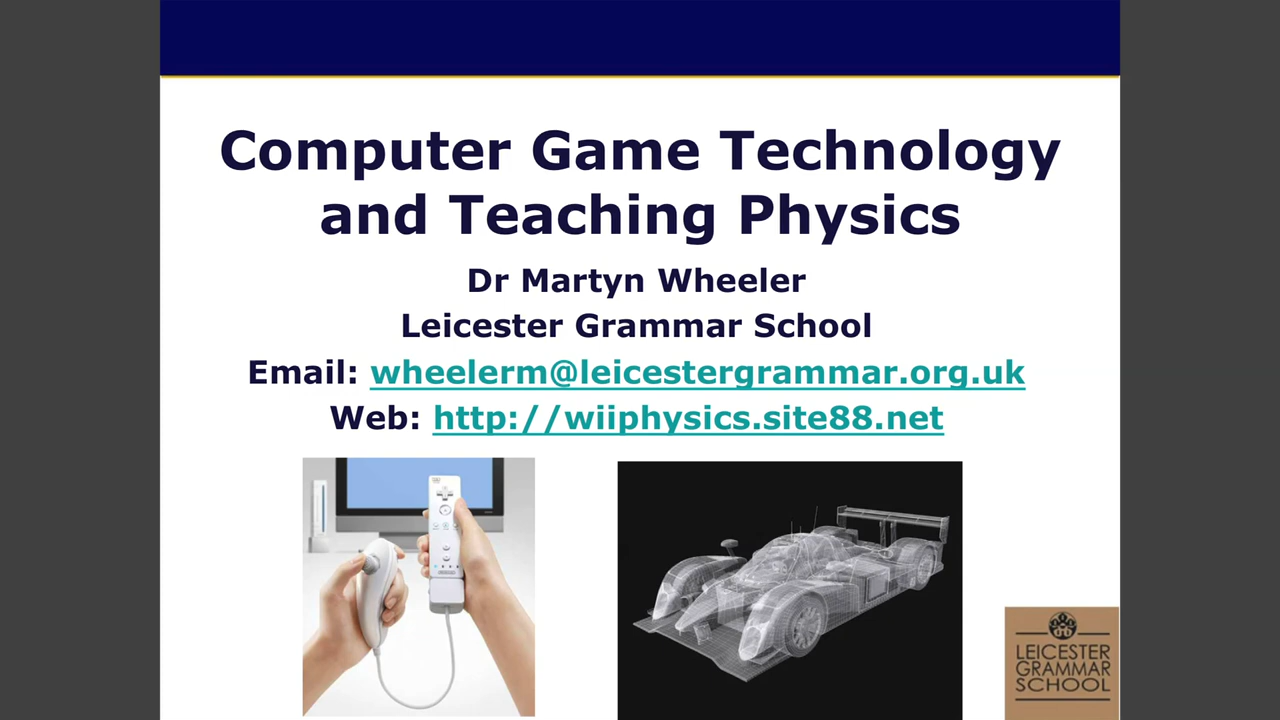 Computer Game Technology
and Teaching Physics
Dr Martyn Wheeler
Leicester Grammar School
Email: wheelerm@leicestergrammar.org.uk
Web: http://wiiphysics.site88.net
LEICESTER
GRAMMAR
SCHOOL